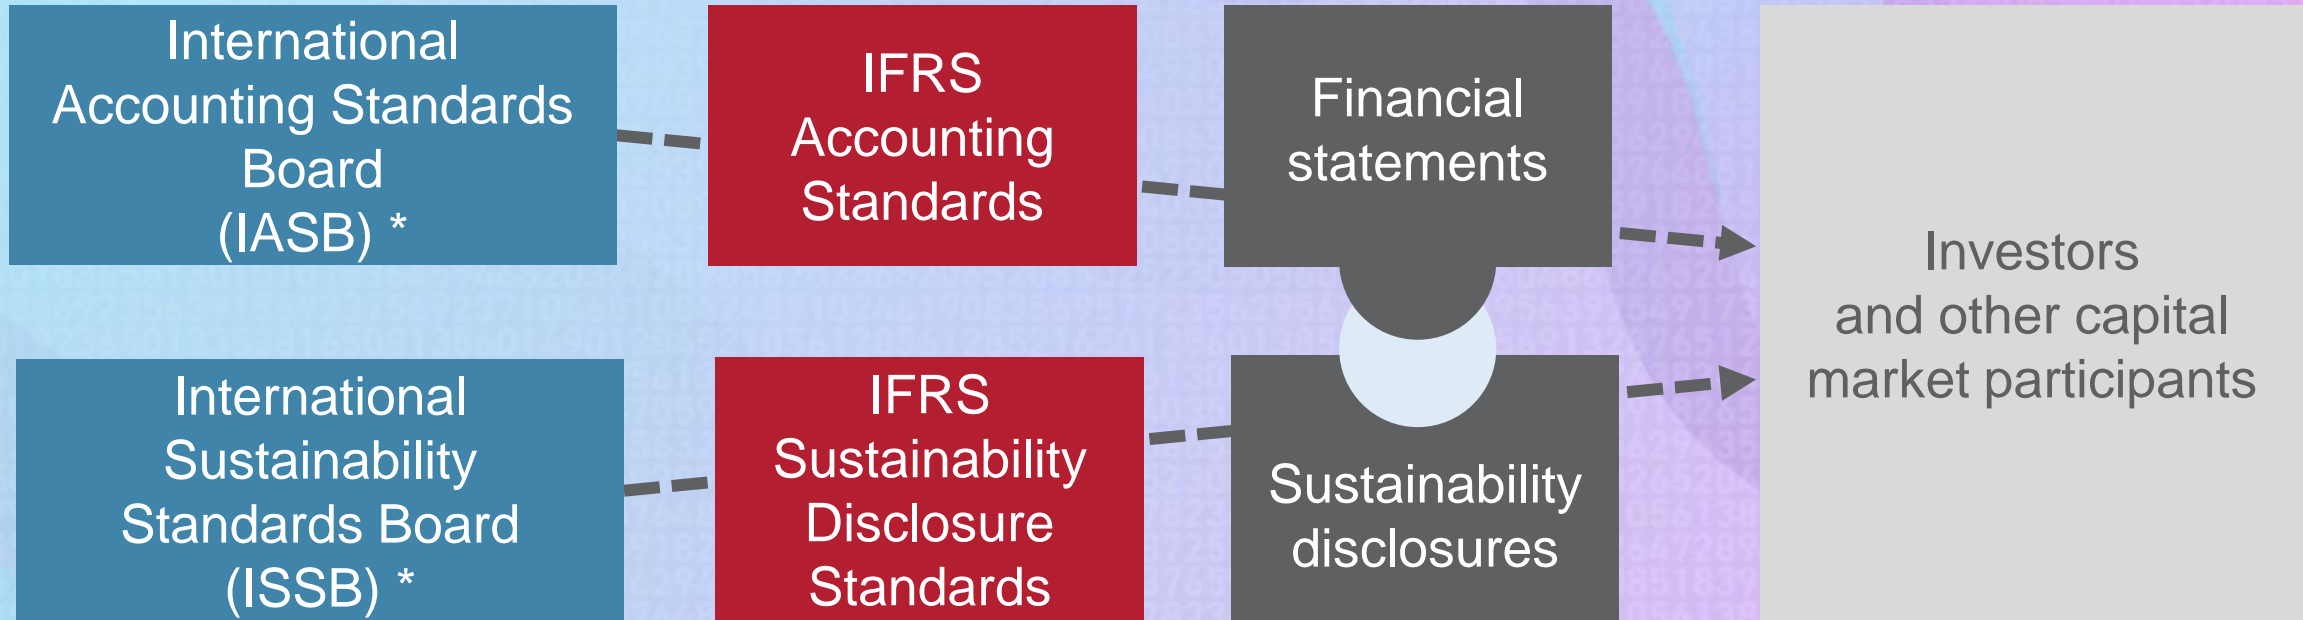 International
Accounting Standards
Board
(IASB) *
IFRS
Accounting
Standards
Financial
statements
International
Sustainability
Standards Board
(ISSB) *
IFRS
Sustainability
Disclosure
Standards
Sustainability
disclosures
Investors
and other capital
market participants